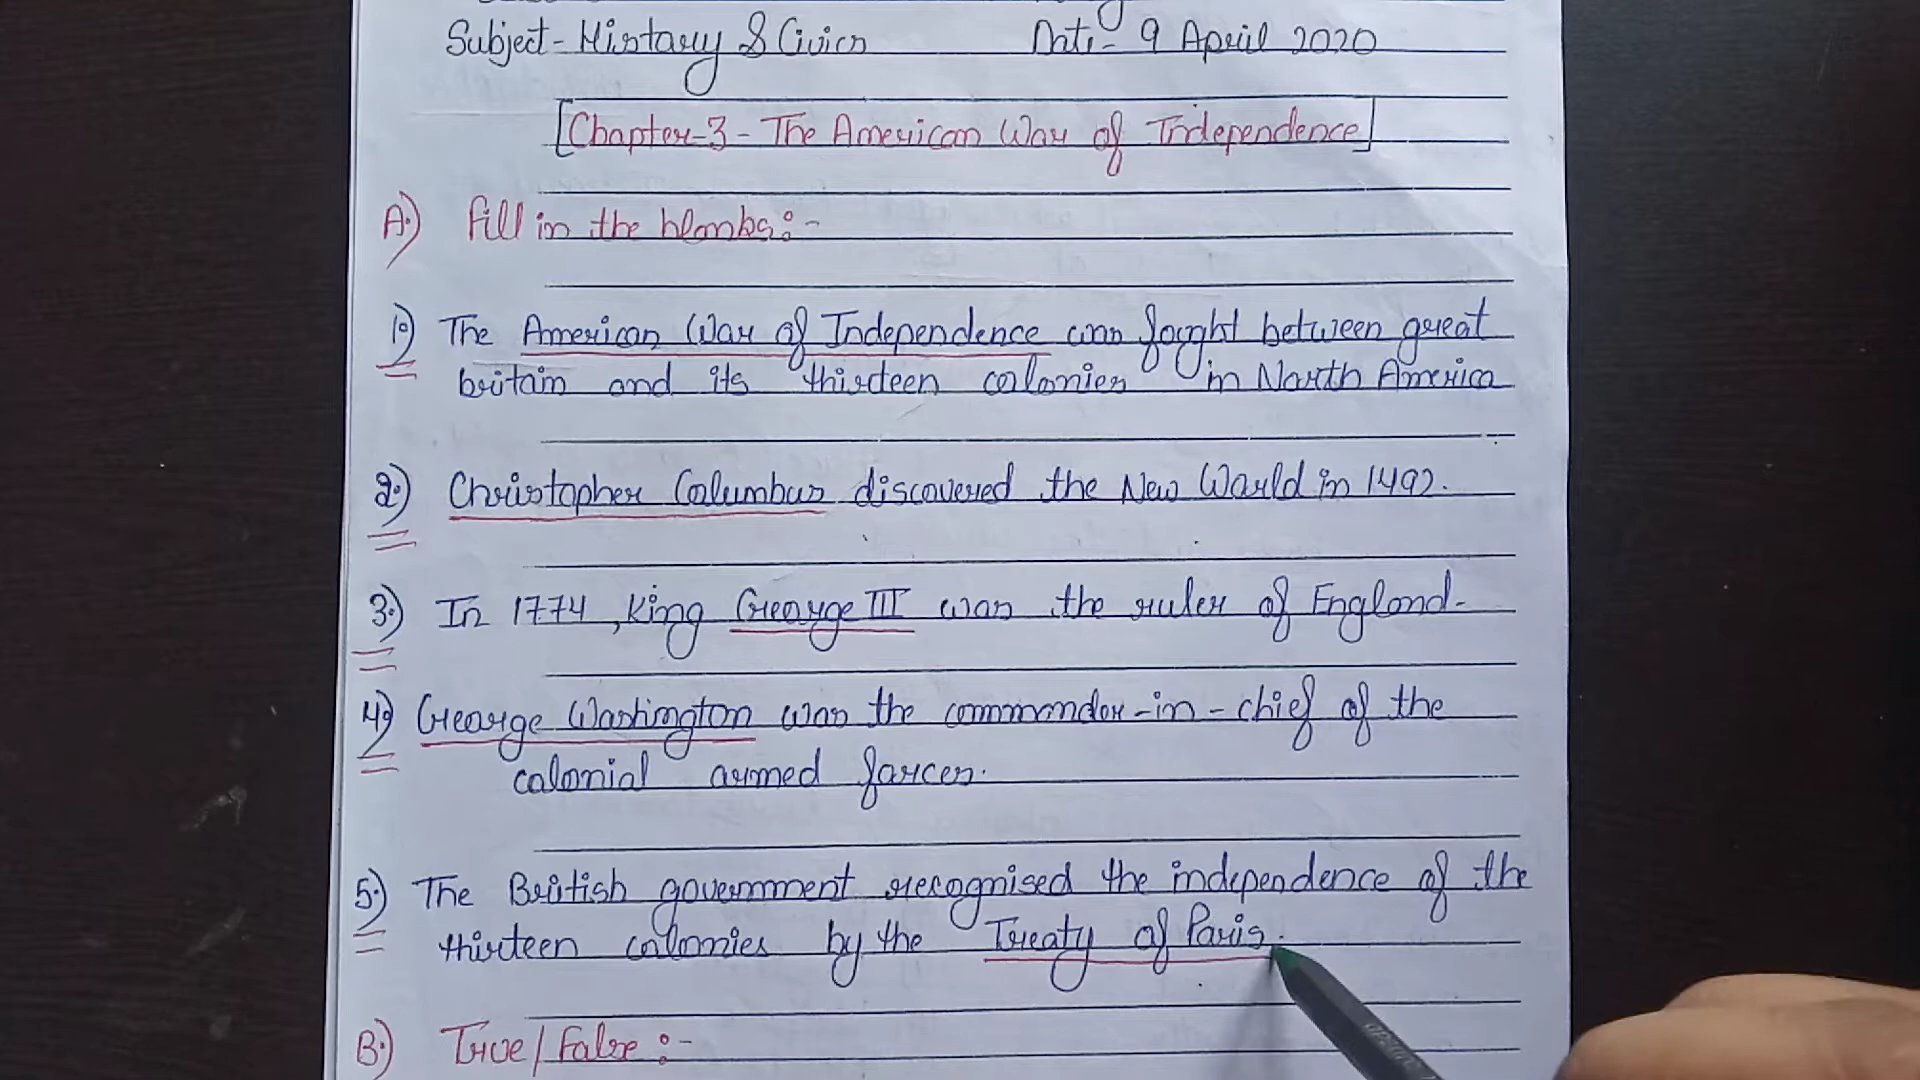 Subject - History & Civics Date - 9 April 2020
[Chapter-3 - The American War of Independence]
A.) Fill in the blanks :-
1.) The American War of Independence was fought between great
britain and its thirteen colonies in North America
.
2.) Christopher Columbus discovered the New World in 1492.
3.) In 1774, King George III was the ruler of England-
4.) George Washington was the commander-in-chief of the
colonial armed forces.
5.) The British government recognised the independence of the
thirteen colonies by the Treaty of Paris.
B.) True/False :-